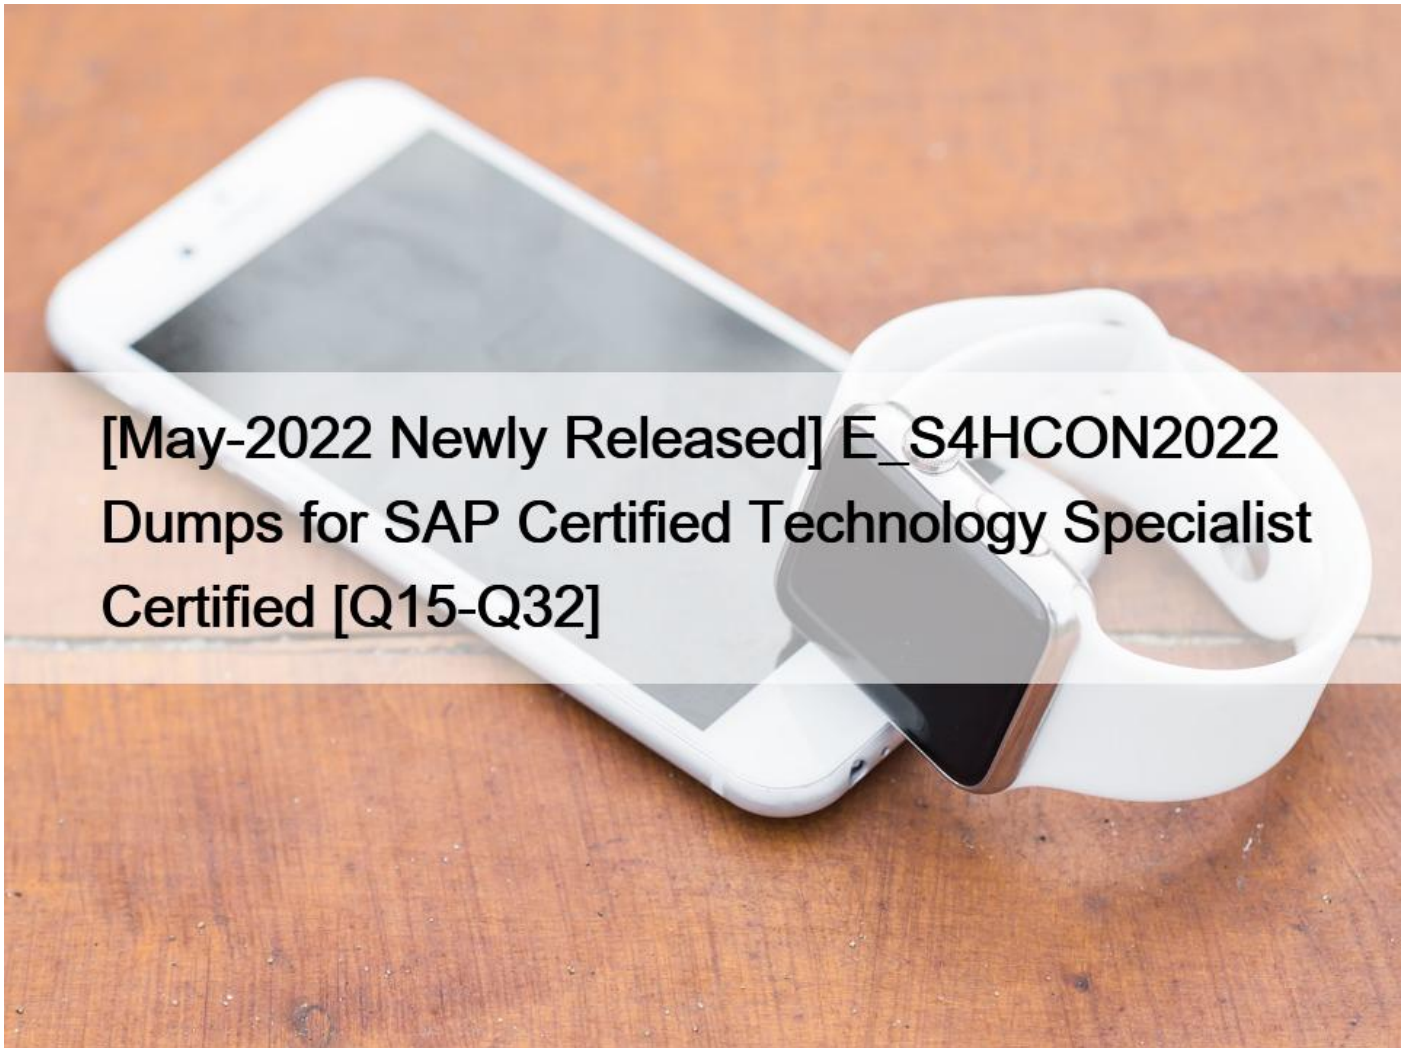 [May-2022 Newly Released] E_S4HCON2022
Dumps for SAP Certified Technology Specialist
Certified [Q15-Q32]